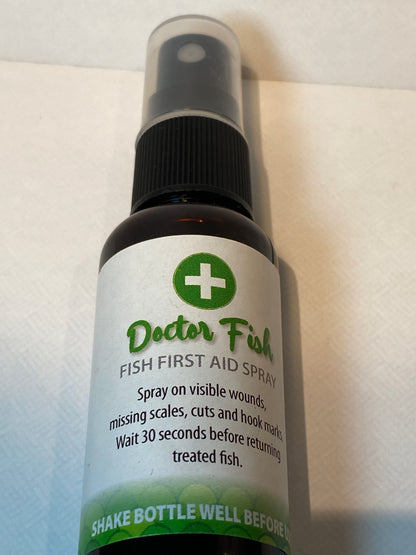 Doctor Fish
FISH FIRST AID SPRAY
Spray on visible wounds,
missing scales, cuts and hook marks.
Wait 30 seconds before returning
treated fish.
SHAKE BOTTLE WELL BEFORE